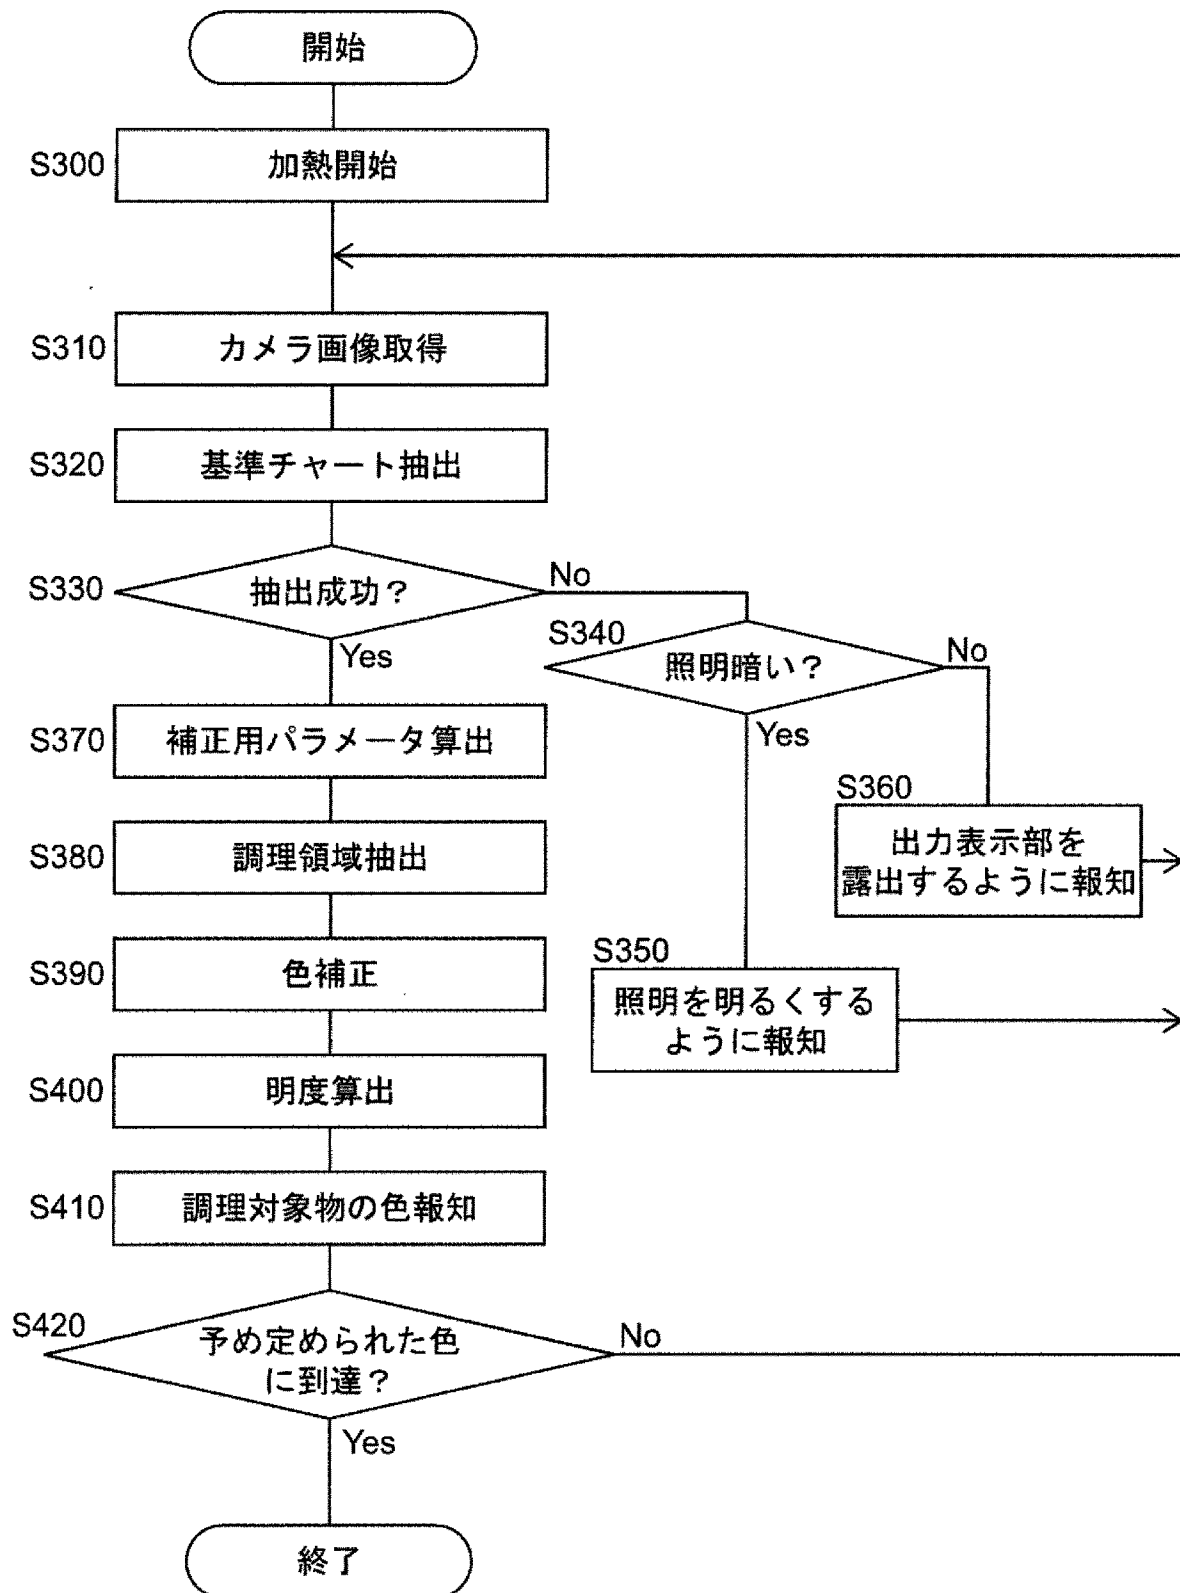 開始
S300
加熱開始
S310
カメラ画像取得
S320
基準チャート抽出
S330
抽出成功？
No
Yes
S340
照明暗い？
No
Yes
S360
出力表示部を
露出するように報知
S350
照明を明るくする
ように報知
S370
補正用パラメータ算出
S380
調理領域抽出
S390
色補正
S400
明度算出
S410
調理対象物の色報知
S420
予め定められた色
に到達？
No
Yes
終了